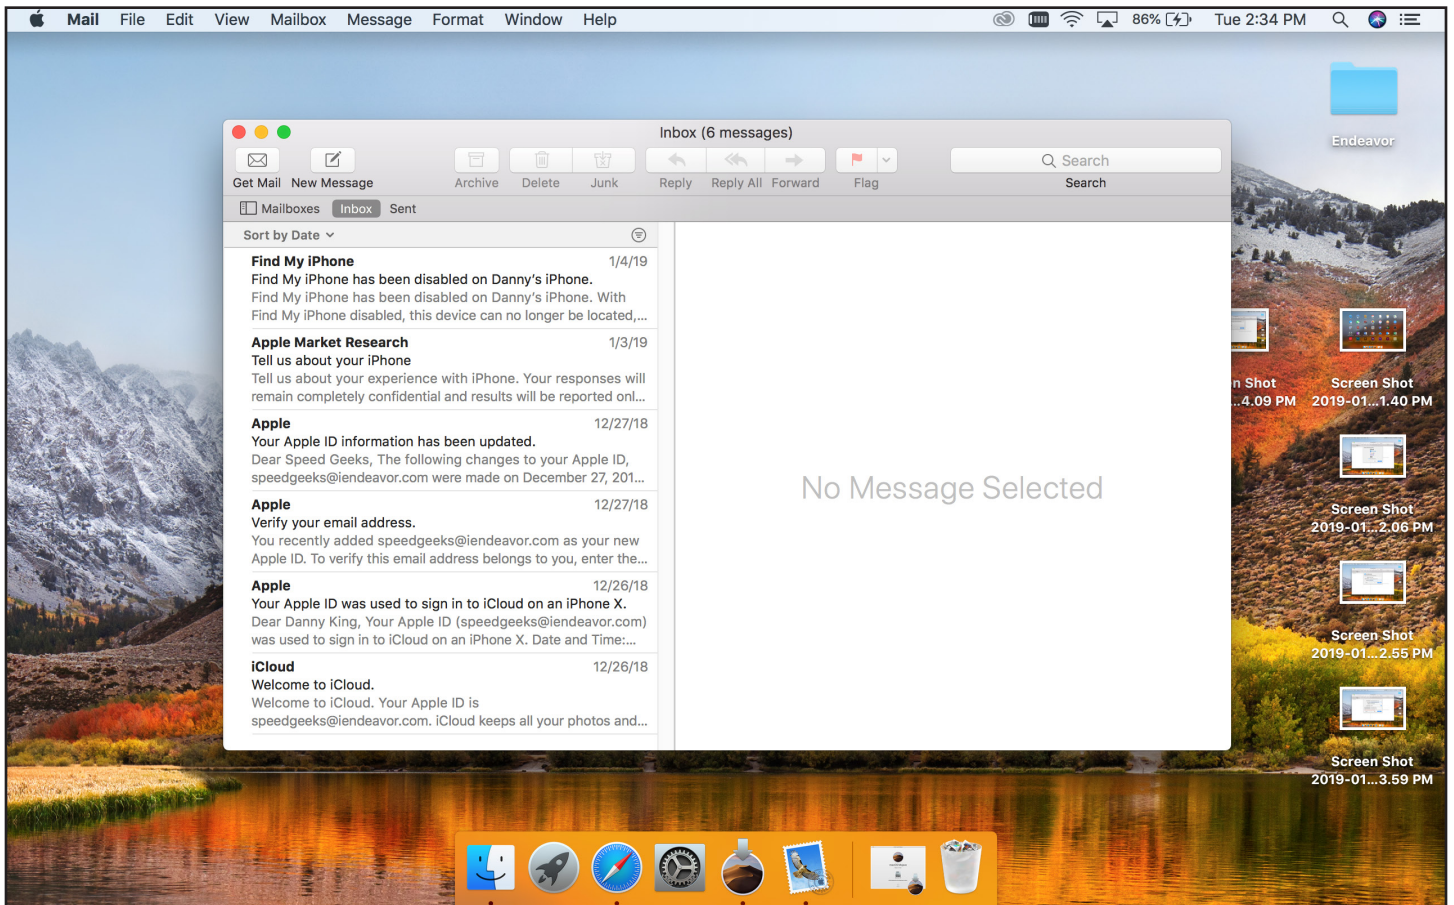 Mail File Edit View Mailbox Message Format Window Help 86% Tue 2:34 PM
Endeavor
Inbox (6 messages)
Search
Get Mail New Message Archive Delete Junk Reply Reply All Forward Flag Search
Mailboxes Inbox Sent
Sort by Date
Find My iPhone 1/4/19
Find My iPhone has been disabled on Danny’s iPhone.
Find My iPhone has been disabled on Danny’s iPhone. With
Find My iPhone disabled, this device can no longer be located,...
Apple Market Research 1/3/19
Tell us about your iPhone
Tell us about your experience with iPhone. Your responses will
remain completely confidential and results will be reported onl...
Apple 12/27/18
Your Apple ID information has been updated.
Dear Speed Geeks, The following changes to your Apple ID,
speedgeeks@iendeavor.com were made on December 27, 201...
Apple 12/27/18
Verify your email address.
You recently added speedgeeks@iendeavor.com as your new
Apple ID. To verify this email address belongs to you, enter the...
Apple 12/26/18
Your Apple ID was used to sign in to iCloud on an iPhone X.
Dear Danny King, Your Apple ID (speedgeeks@iendeavor.com)
was used to sign in to iCloud on an iPhone X. Date and Time:...
iCloud 12/26/18
Welcome to iCloud.
Welcome to iCloud. Your Apple ID is
speedgeeks@iendeavor.com. iCloud keeps all your photos and...
No Message Selected
n Shot
...4.09 PM
Screen Shot
2019-01...1.40 PM
Screen Shot
2019-01...2.06 PM
Screen Shot
2019-01...2.55 PM
Screen Shot
2019-01...3.59 PM